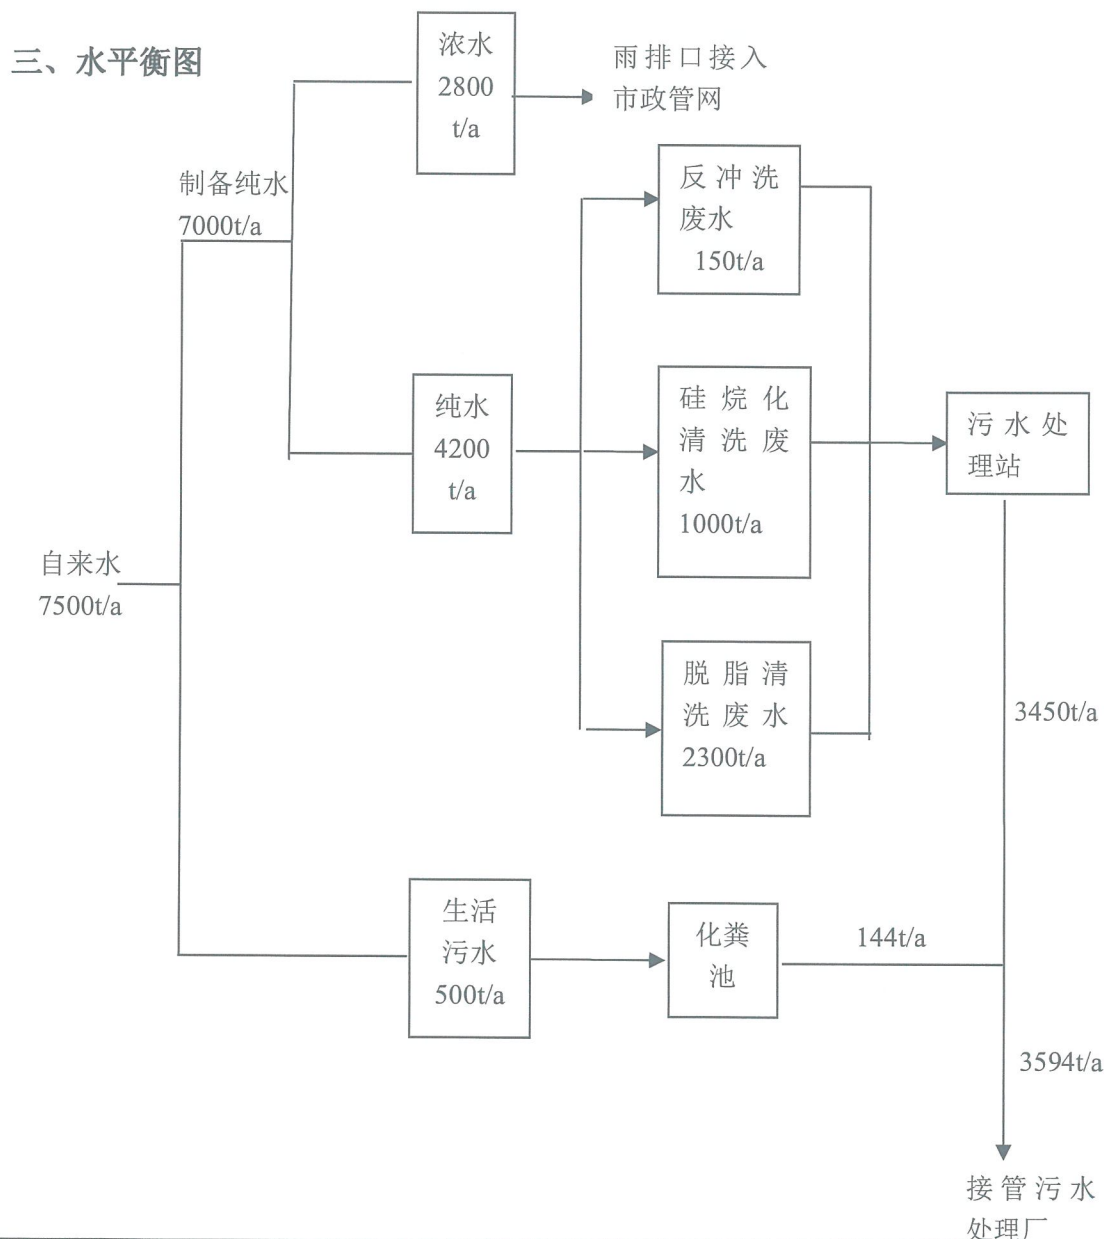 三、水平衡图
浓水
2800
t/a
雨排口接入
市政管网
制备纯水
7000t/a
反冲洗
废水
150t/a
纯水
4200
t/a
硅烷化
清洗废
水
1000t/a
污水处
理站
自来水
7500t/a
脱脂清
洗废水
2300t/a
3450t/a
生活
污水
500t/a
化粪
池
144t/a
3594t/a
接管污水
处理厂